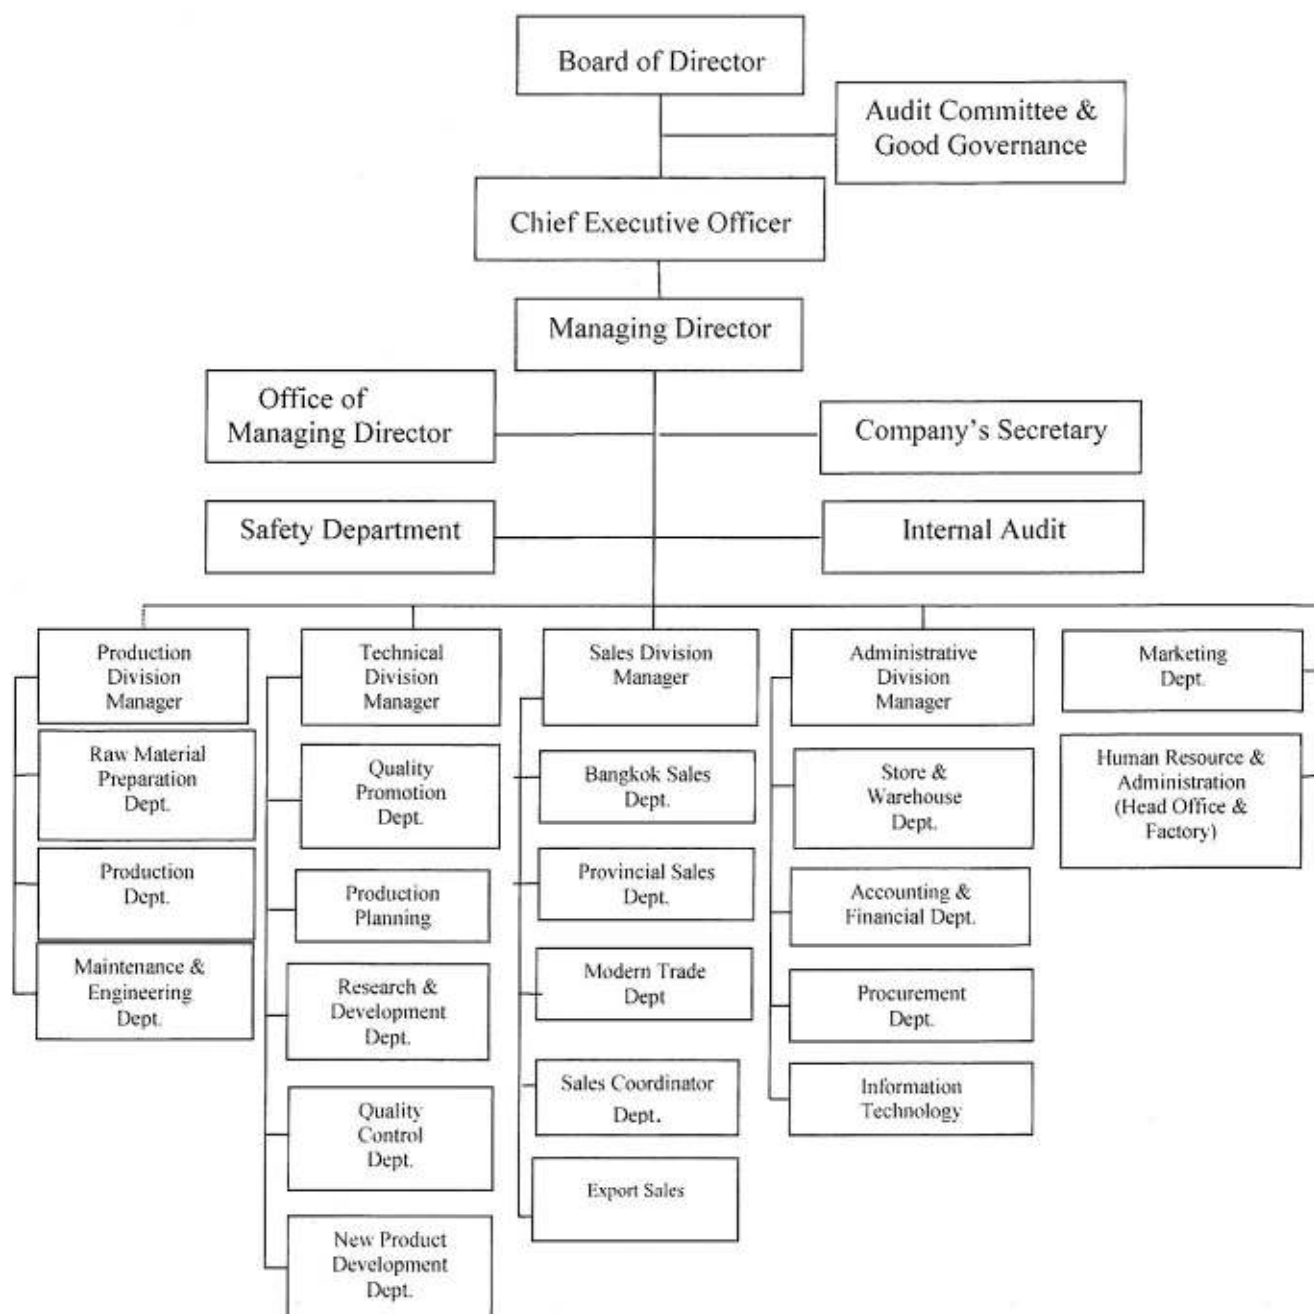 Board of Director
Audit Committee &
Good Governance
Chief Executive Officer
Managing Director
Office of
Managing Director
Company's Secretary
Safety Department
Internal Audit
Production
Division
Manager
Raw Material
Preparation
Dept.
Production
Dept.
Maintenance &
Engineering
Dept.
Technical
Division
Manager
Quality
Promotion
Dept.
Production
Planning
Research &
Development
Dept.
Quality
Control
Dept.
New Product
Development
Dept.
Sales Division
Manager
Bangkok Sales
Dept.
Provincial Sales
Dept.
Modern Trade
Dept
Sales Coordinator
Dept.
Export Sales
Administrative
Division
Manager
Store &
Warehouse
Dept.
Accounting &
Financial Dept.
Procurement
Dept.
Information
Technology
Marketing
Dept.
Human Resource &
Administration
(Head Office &
Factory)